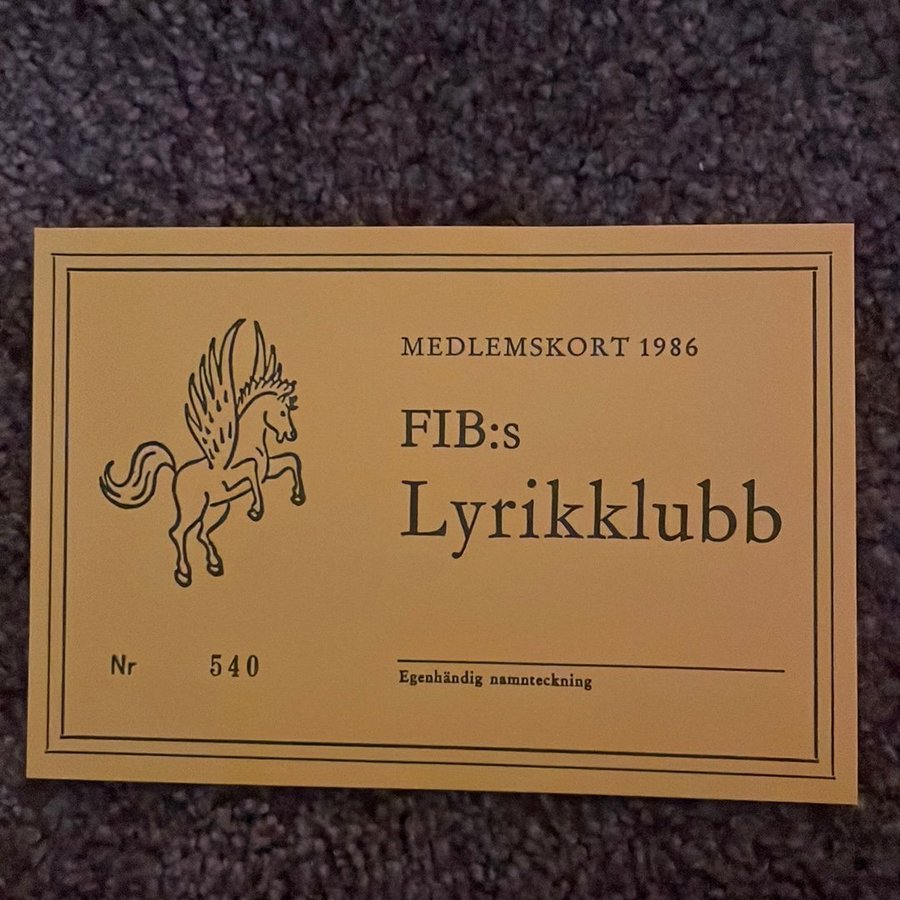 MEDLEMSKORT 1986
FIB:s
Lyrikklubb
Nr 540
Egenhändig namnteckning